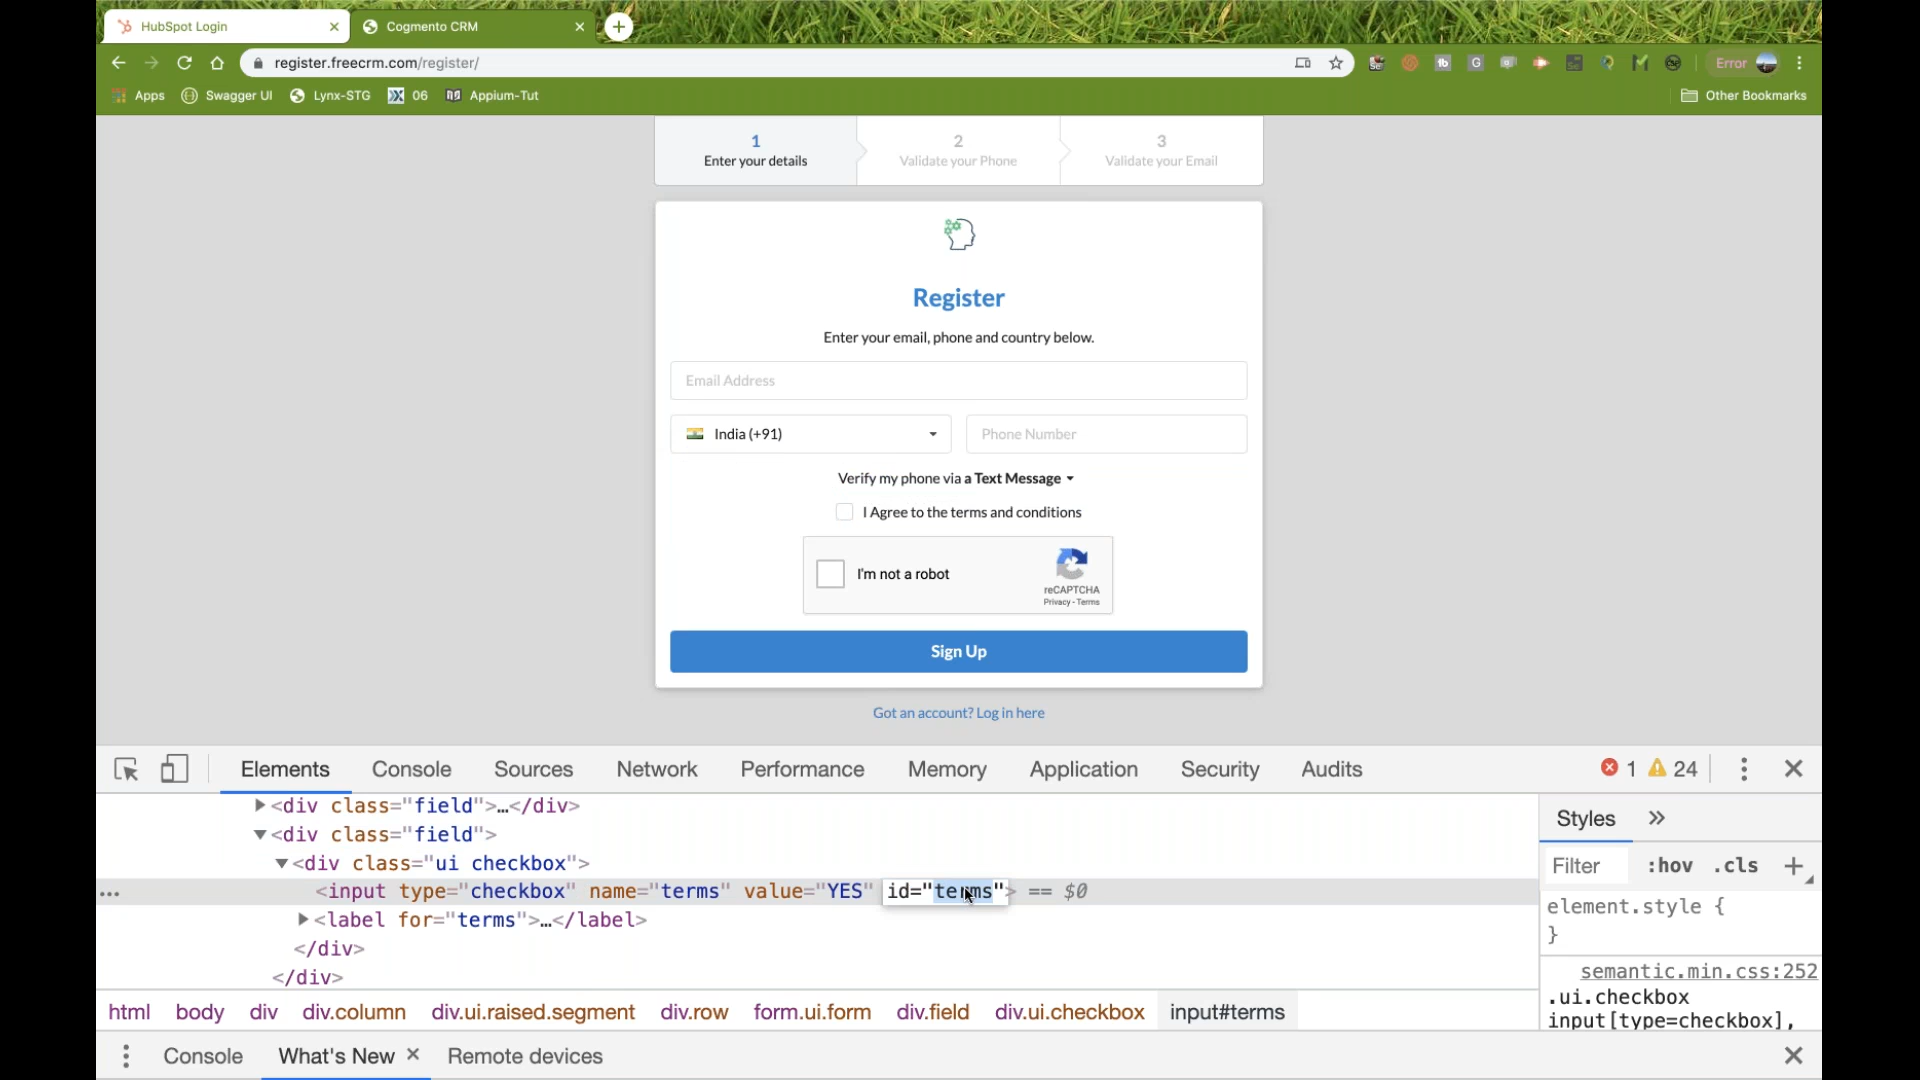 HubSpot Login
Cogmento CRM
register.freecrm.com/register/
Error
Apps
Swagger UI
Lynx-STG
06
Appium-Tut
Other Bookmarks
1
Enter your details
2
Validate your Phone
3
Validate your Email
Register
Enter your email, phone and country below.
Email Address
India (+91)
Phone Number
Verify my phone via a Text Message
I Agree to the terms and conditions
I'm not a robot
reCAPTCHA
Privacy - Terms
Sign Up
Got an account? Log in here
Elements
Console
Sources
Network
Performance
Memory
Application
Security
Audits
1
24
<div class="field">…</div>
<div class="field">
<div class="ui checkbox">
… <input type="checkbox" name="terms" value="YES" id="terms"> == $0
<label for="terms">…</label>
</div>
</div>
Styles
Filter
:hov
.cls
element.style {
}
semantic.min.css:252
.ui.checkbox
input[type=checkbox],
html
body
div
div.column
div.ui.raised.segment
div.row
form.ui.form
div.field
div.ui.checkbox
input#terms
Console
What's New
Remote devices